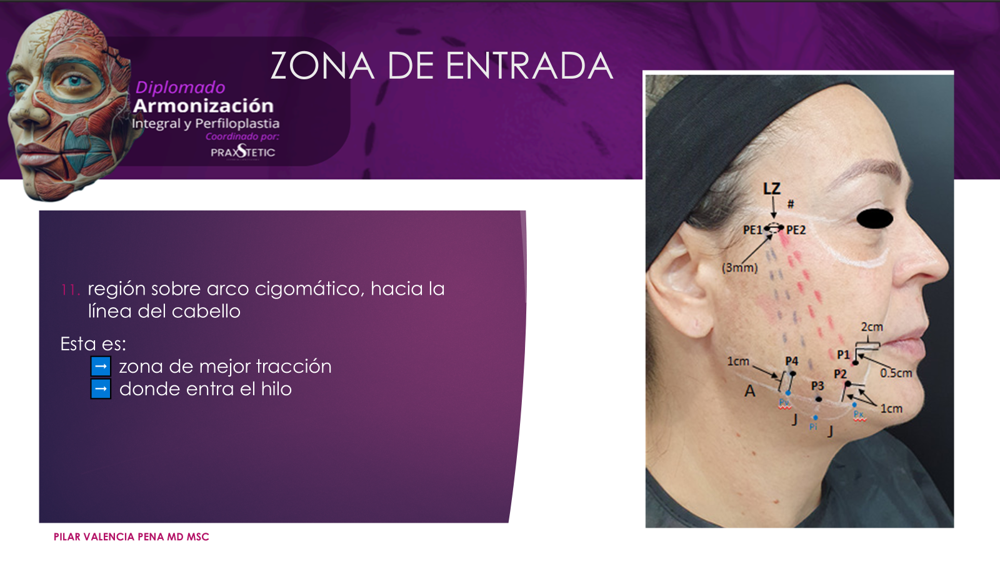 ZONA DE ENTRADA
Diplomado
Armonización
Integral y Perfiloplastia
Coordinado por:
PRAXSTETIC
11. región sobre arco cigomático, hacia la
línea del cabello
Esta es:
→ zona de mejor tracción
→ donde entra el hilo
PILAR VALENCIA PENA MD MSC
LZ
#
PE1
PE2
(3mm)
2cm
P1
1cm
P4
0.5cm
P2
P3
A
1cm
Px
J
Pi
J